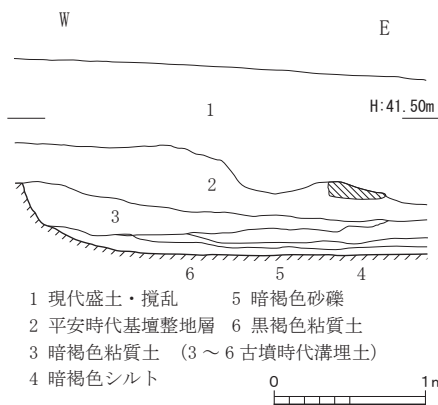 W
E
H:41.50m
1
2
3
6
5
4
1 現代盛土・撹乱
5 暗褐色砂礫
2 平安時代基壇整地層
6 黒褐色粘質土
3 暗褐色粘質土 (3～6 古墳時代溝埋土)
4 暗褐色シルト
0
1m